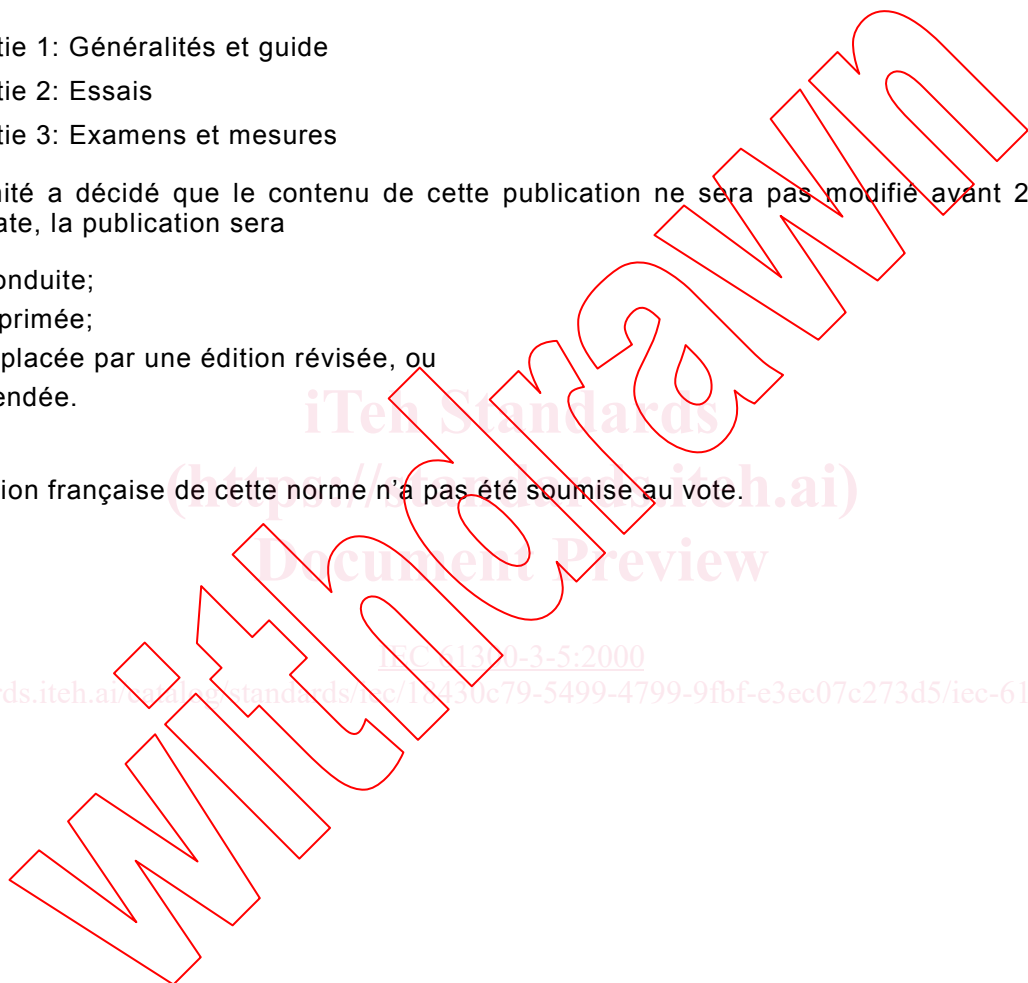 tie 1: Généralités et guide
tie 2: Essais
tie 3: Examens et mesures
nité a décidé que le contenu de cette publication ne sera pas modifié avant 2
ate, la publication sera
onduite;
primée;
placée par une édition révisée, ou
endée.
iTeh Standards
(https://standards.iteh.ai)
ion française de cette norme n'a pas été soumise au vote.
Document Preview
IEC 61300-3-5:2000
rds.iteh.ai/catalog/standards/iec/18430c79-5499-4799-9fbf-e3ec07c273d5/iec-61
withdrawn